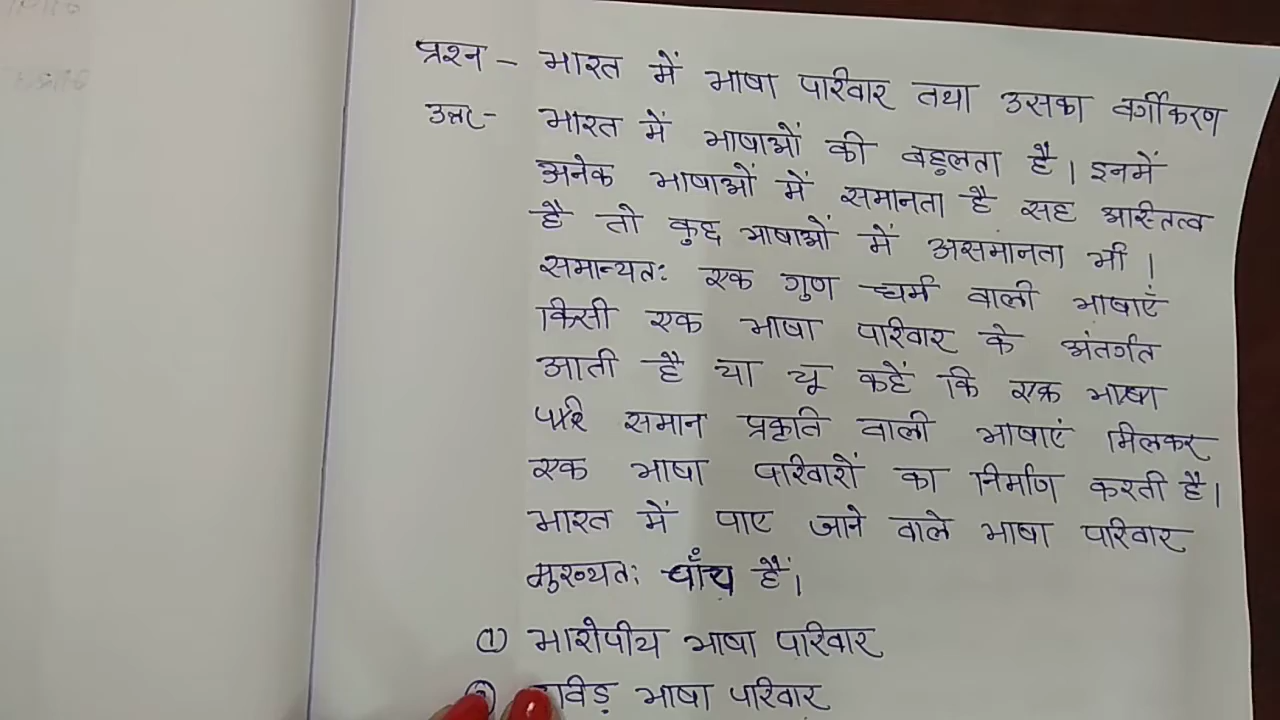 प्रश्न - भारत में भाषा परिवार तथा उसका वर्गीकरण
उत्तर - भारत में भाषाओं की बहुलता है। इनमें
अनेक भाषाओं में समानता है सह अस्तित्व
है तो कुछ भाषाओं में असमानता भी।
समान्यतः एक गुण धर्म वाली भाषाएँ
किसी एक भाषा परिवार के अंतर्गत
आती है या यू कहें कि एक भाषा
समान प्रकृति वाली भाषाएं मिलकर
एक भाषा परिवारों का निर्माण करती है।
भारत में पाए जाने वाले भाषा परिवार
मुख्यतः पाँच हैं।
(1) भारोपीय भाषा परिवार
भाषा परिवार